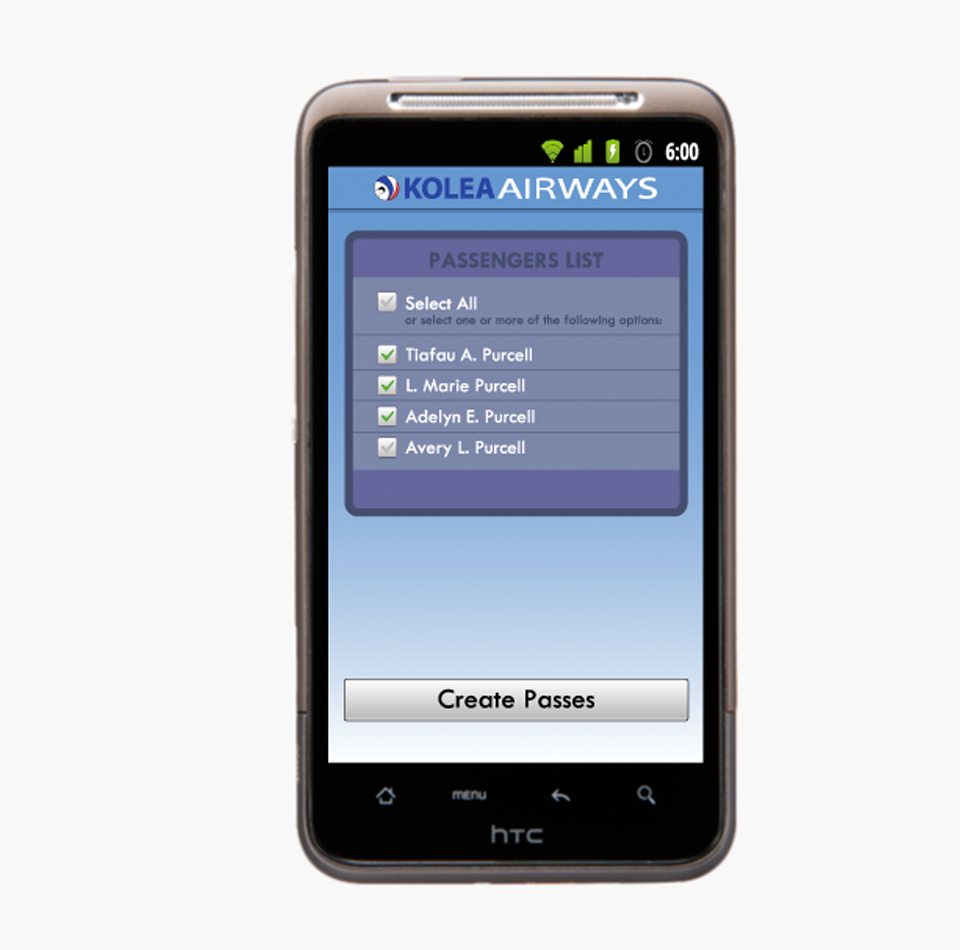 6:00
KOLEA AIRWAYS
PASSENGERS LIST
Select All
or select one or more of the following options:
Tiafau A. Purcell
L. Marie Purcell
Adelyn E. Purcell
Avery L. Purcell
Create Passes
MENU
hTC